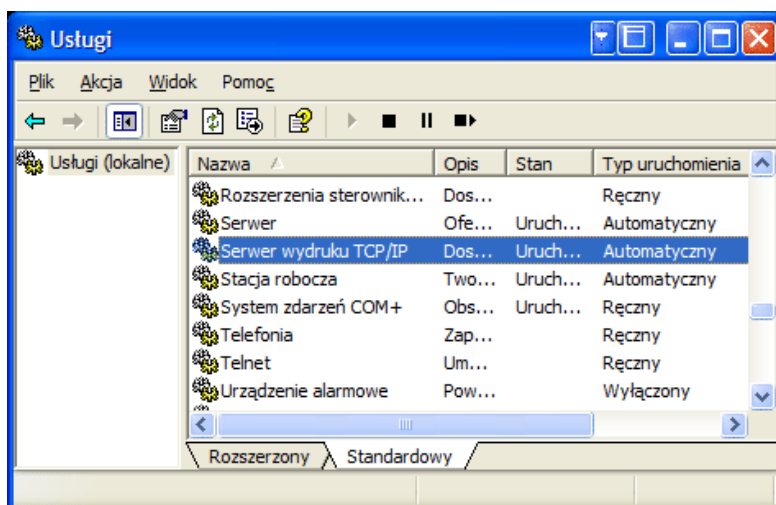 Usługi
Plik Akcja Widok Pomoc
Usługi (lokalne)
Nazwa Opis Stan Typ uruchomienia
Rozszerzenia sterownik... Dos... Ręczny
Serwer Ofe... Uruch... Automatyczny
Serwer wydruku TCP/IP Dos... Uruch... Automatyczny
Stacja robocza Two... Uruch... Automatyczny
System zdarzeń COM+ Obs... Uruch... Ręczny
Telefonia Zap... Ręczny
Telnet Um... Ręczny
Urządzenie alarmowe Pow... Wyłączony
Rozszerzony Standardowy